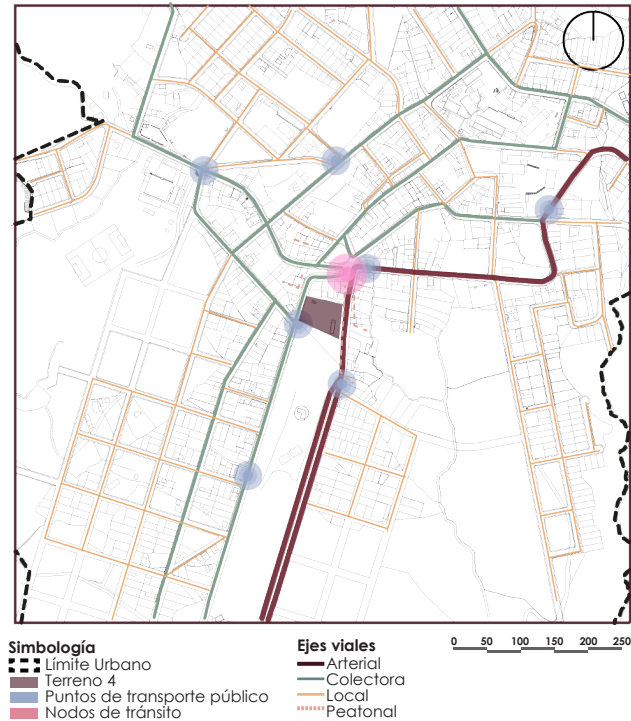 Simbología
Límite Urbano
Terreno 4
Puntos de transporte público
Nodos de tránsito
Ejes viales
Arterial
Colectora
Local
Peatonal
0 50 100 150 200 250